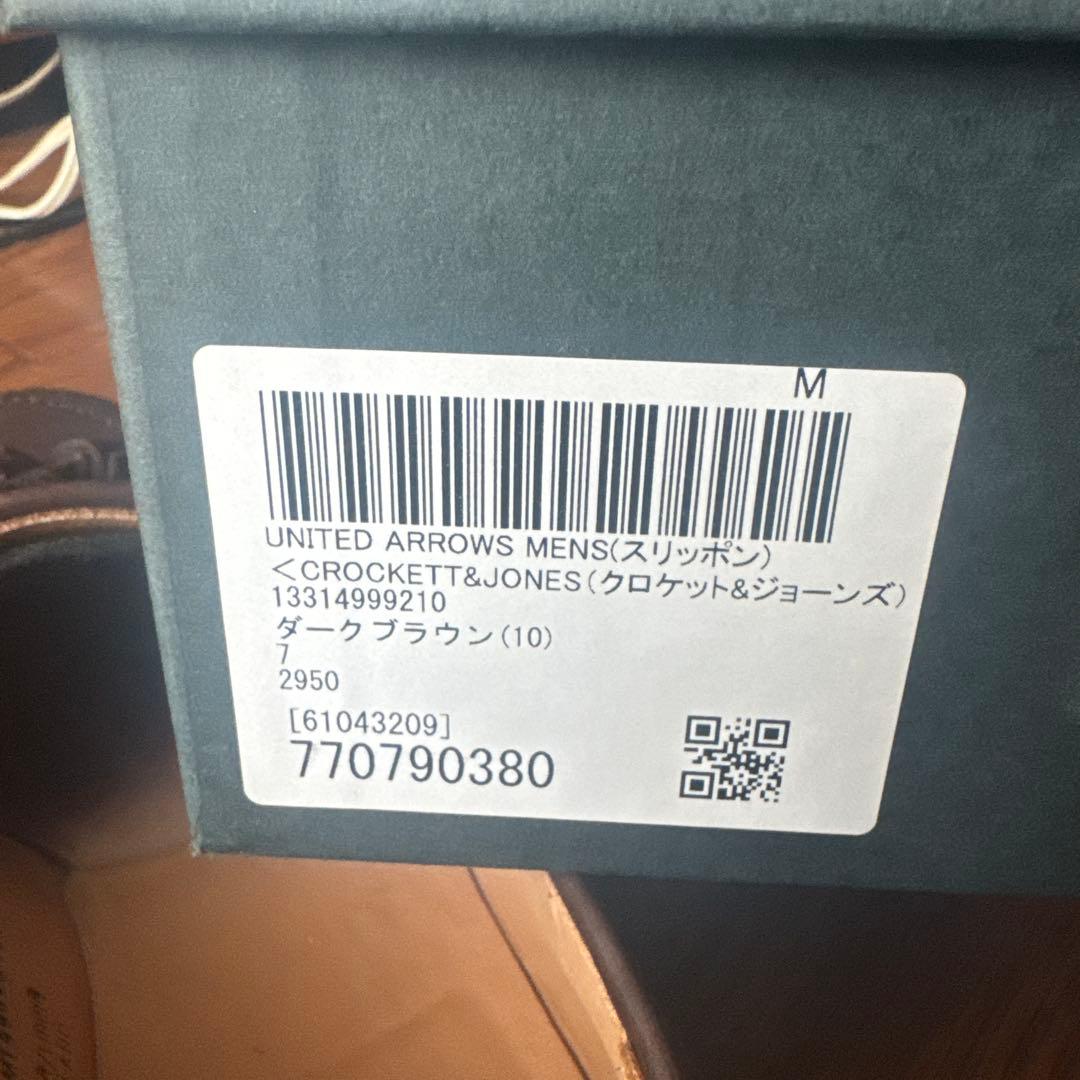 M
UNITED ARROWS MENS(スリッポン)
<CROCKETT&JONES(クロケット&ジョーンズ)
13314999210
ダークブラウン(10)
7
2950
[61043209]
770790380